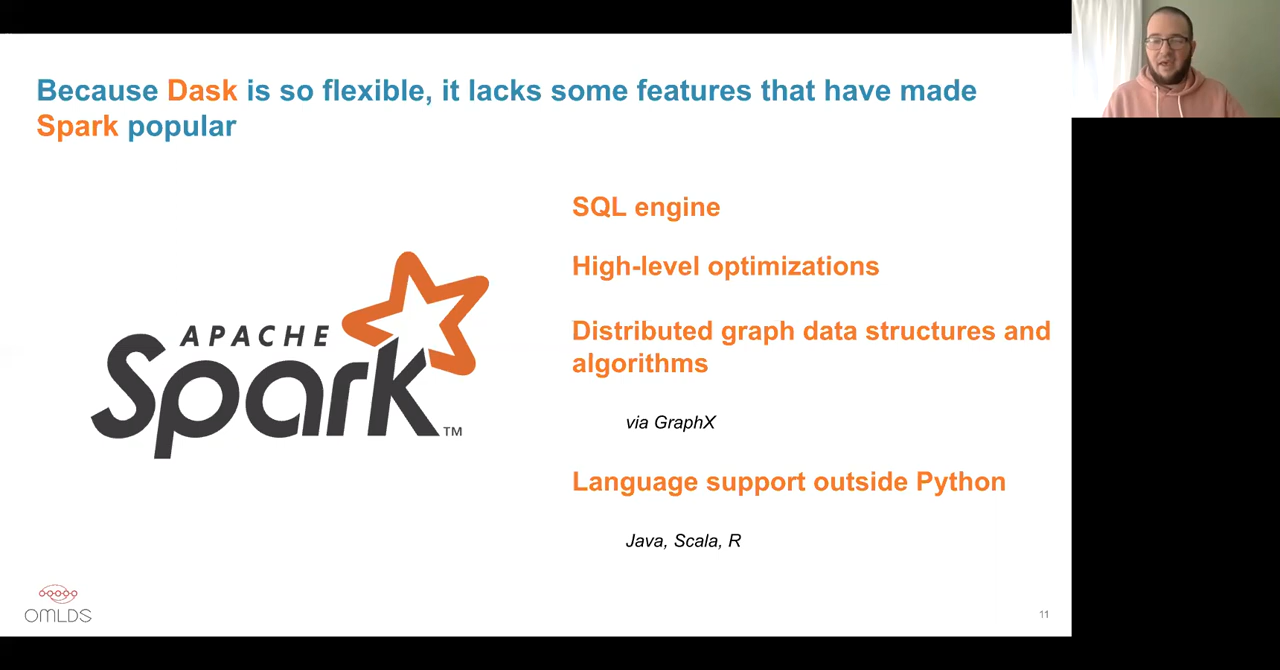 Because Dask is so flexible, it lacks some features that have made
Spark popular
SQL engine
High-level optimizations
Distributed graph data structures and
algorithms
via GraphX
Language support outside Python
Java, Scala, R
APACHE
Spark™
OMLDS
11